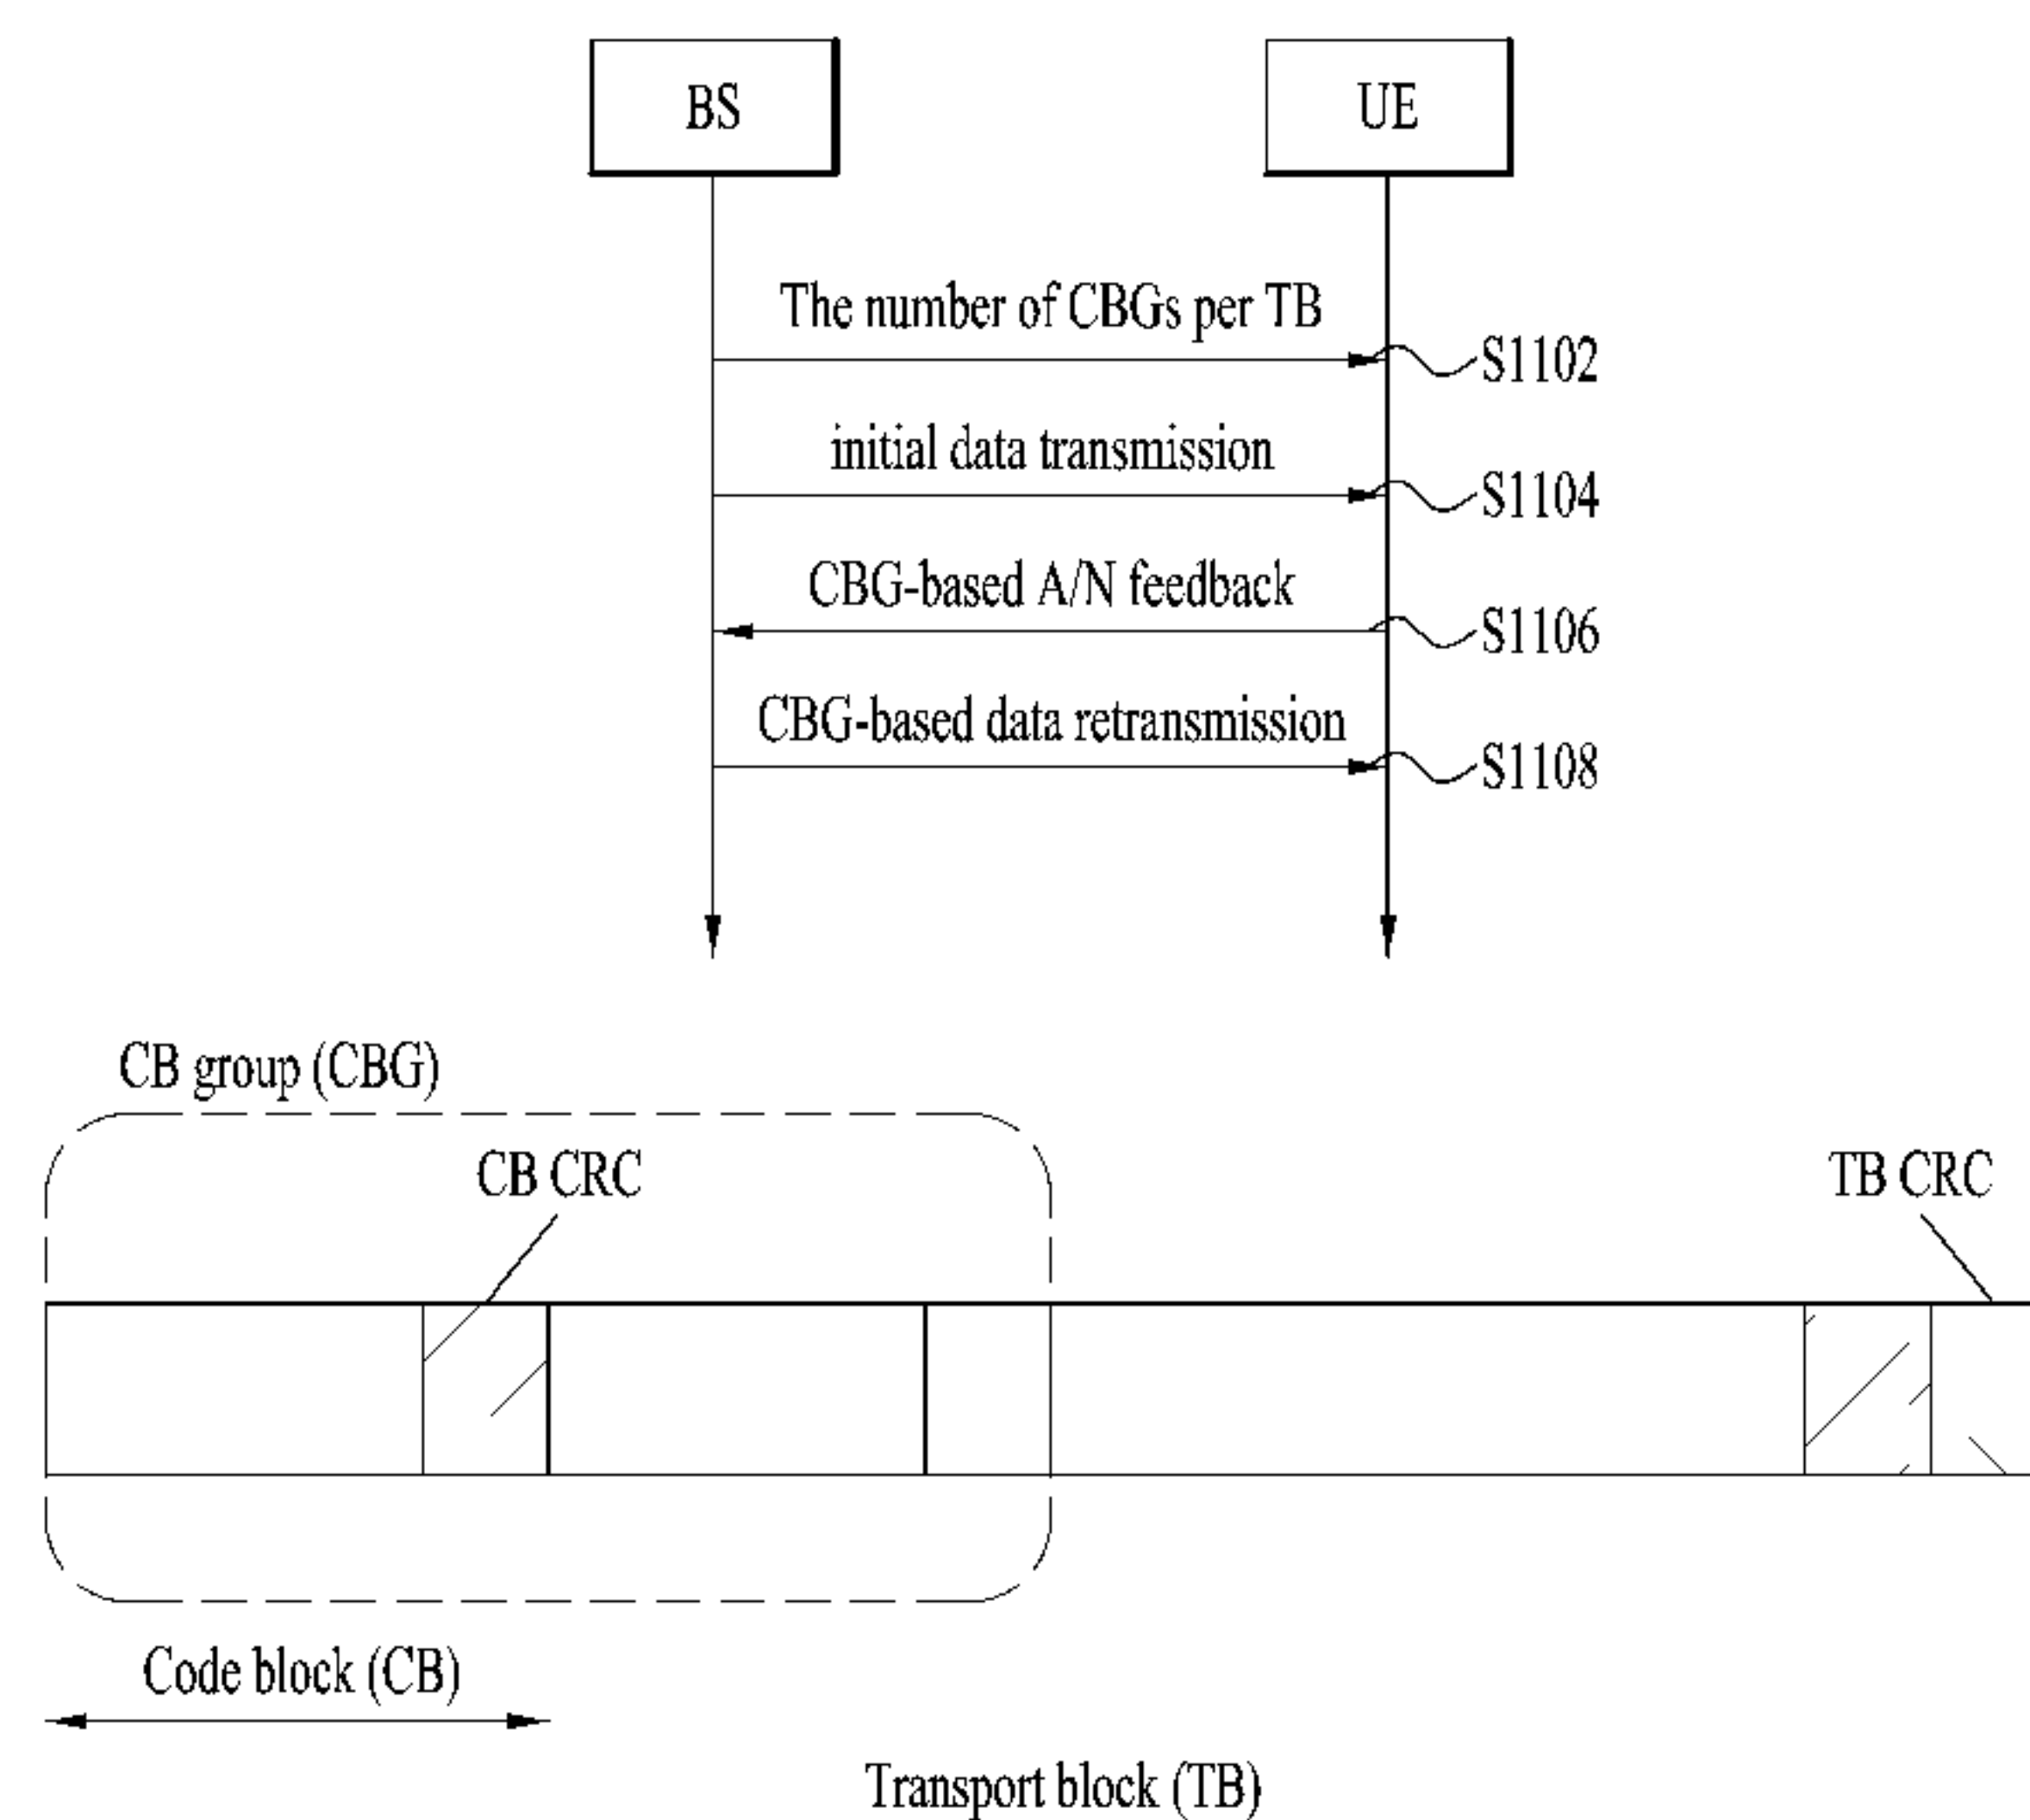 BS
UE
The number of CBGs per TB
S1102
initial data transmission
S1104
CBG-based A/N feedback
S1106
CBG-based data retransmission
S1108
CB group (CBG)
CB CRC
TB CRC
Code block (CB)
Transport block (TB)